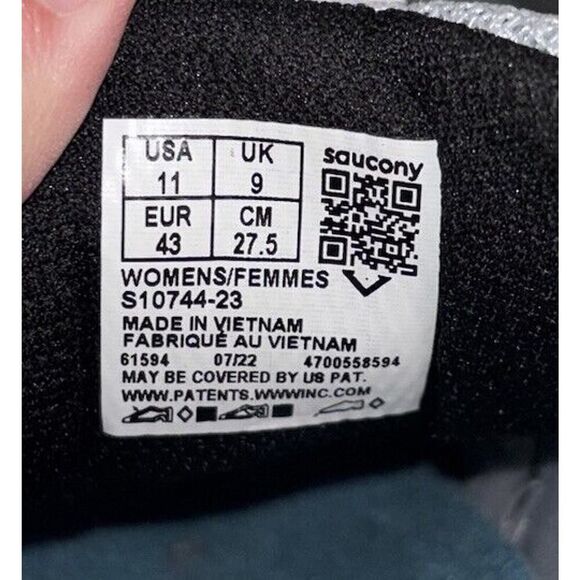 USA UK
11 9
EUR CM
43 27.5
saucony
WOMENS/FEMMES
S10744-23
MADE IN VIETNAM
FABRIQUÉ AU VIETNAM
61594 07/22 4700558594
MAY BE COVERED BY US PAT.
WWW.PATENTS.WWWINC.COM